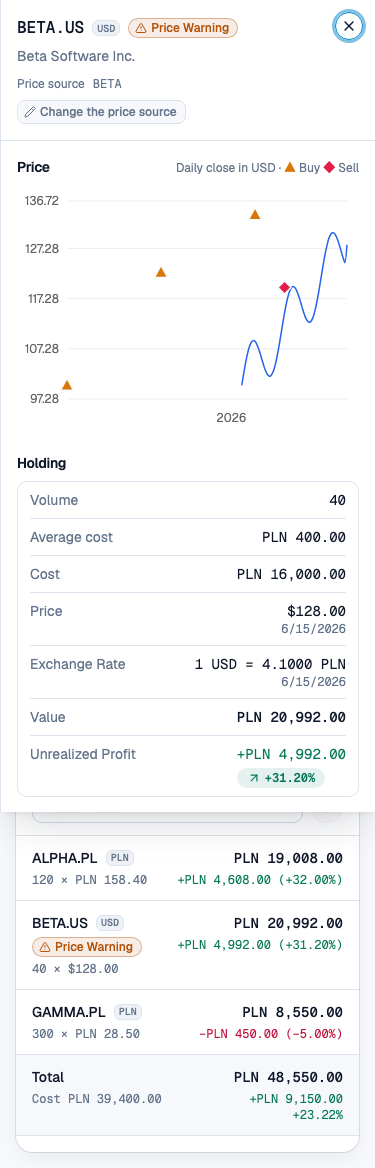 BETA.US USD Price Warning
Beta Software Inc.
Price source BETA
Change the price source
Price Daily close in USD · Buy Sell
136.72
127.28
117.28
107.28
97.28
2026
Holding
Volume 40
Average cost PLN 400.00
Cost PLN 16,000.00
Price $128.00
6/15/2026
Exchange Rate 1 USD = 4.1000 PLN
6/15/2026
Value PLN 20,992.00
Unrealized Profit +PLN 4,992.00
+31.20%
ALPHA.PL PLN PLN 19,008.00
120 × PLN 158.40 +PLN 4,608.00 (+32.00%)
BETA.US USD PLN 20,992.00
Price Warning +PLN 4,992.00 (+31.20%)
40 × $128.00
GAMMA.PL PLN PLN 8,550.00
300 × PLN 28.50 −PLN 450.00 (−5.00%)
Total PLN 48,550.00
Cost PLN 39,400.00 +PLN 9,150.00
+23.22%